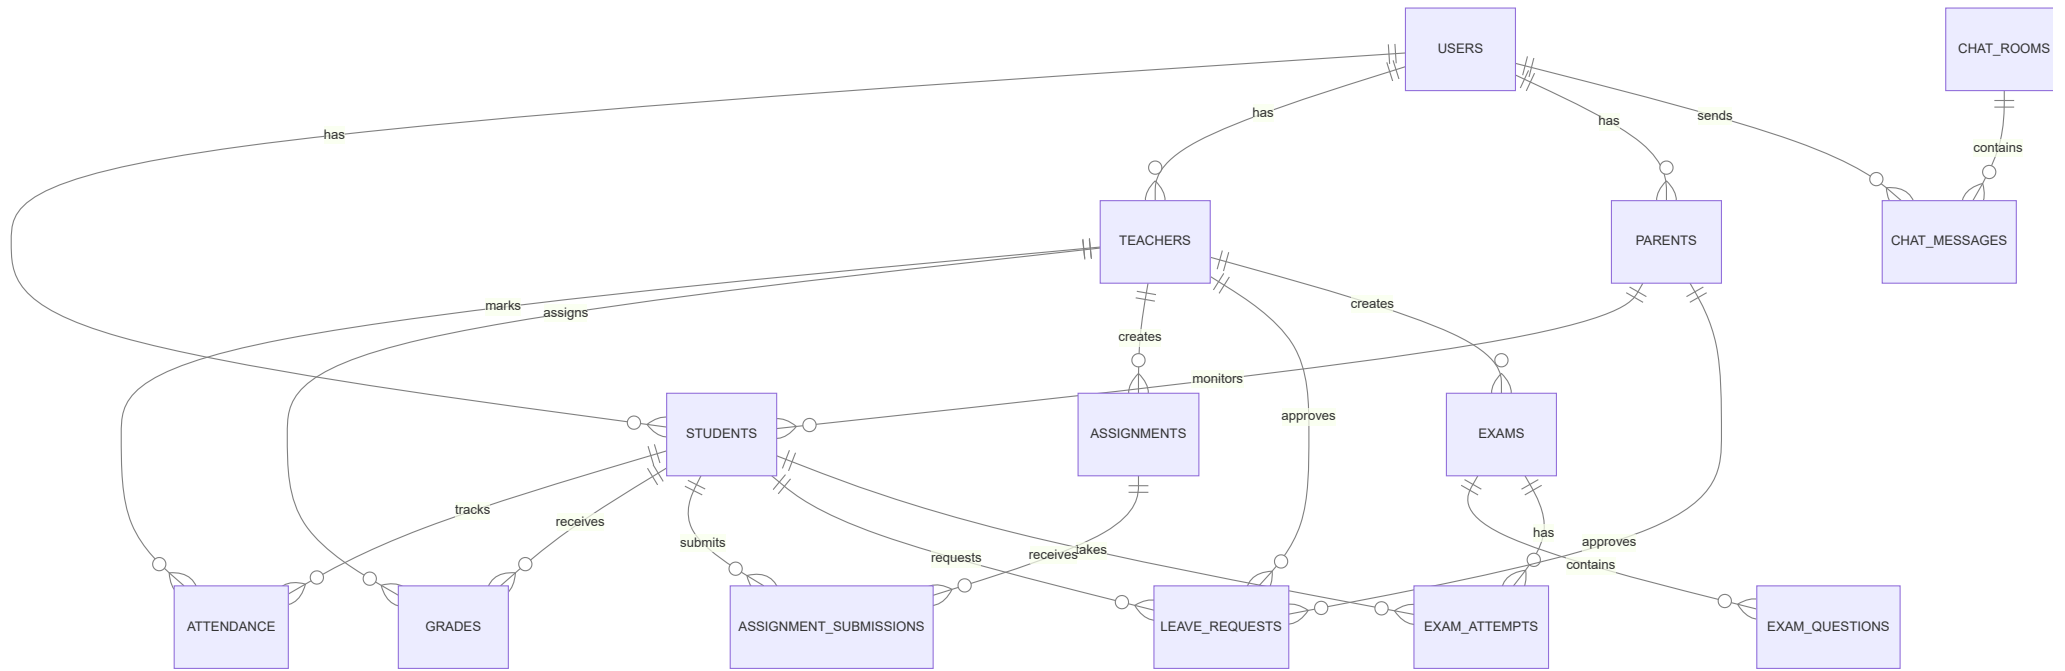 USERS
CHAT_ROOMS
has
has
has
sends
contains
TEACHERS
PARENTS
CHAT_MESSAGES
marks
assigns
creates
creates
monitors
approves
STUDENTS
ASSIGNMENTS
EXAMS
tracks
receives
submits
requests
receives
takes
has
approves
contains
ATTENDANCE
GRADES
ASSIGNMENT_SUBMISSIONS
LEAVE_REQUESTS
EXAM_ATTEMPTS
EXAM_QUESTIONS